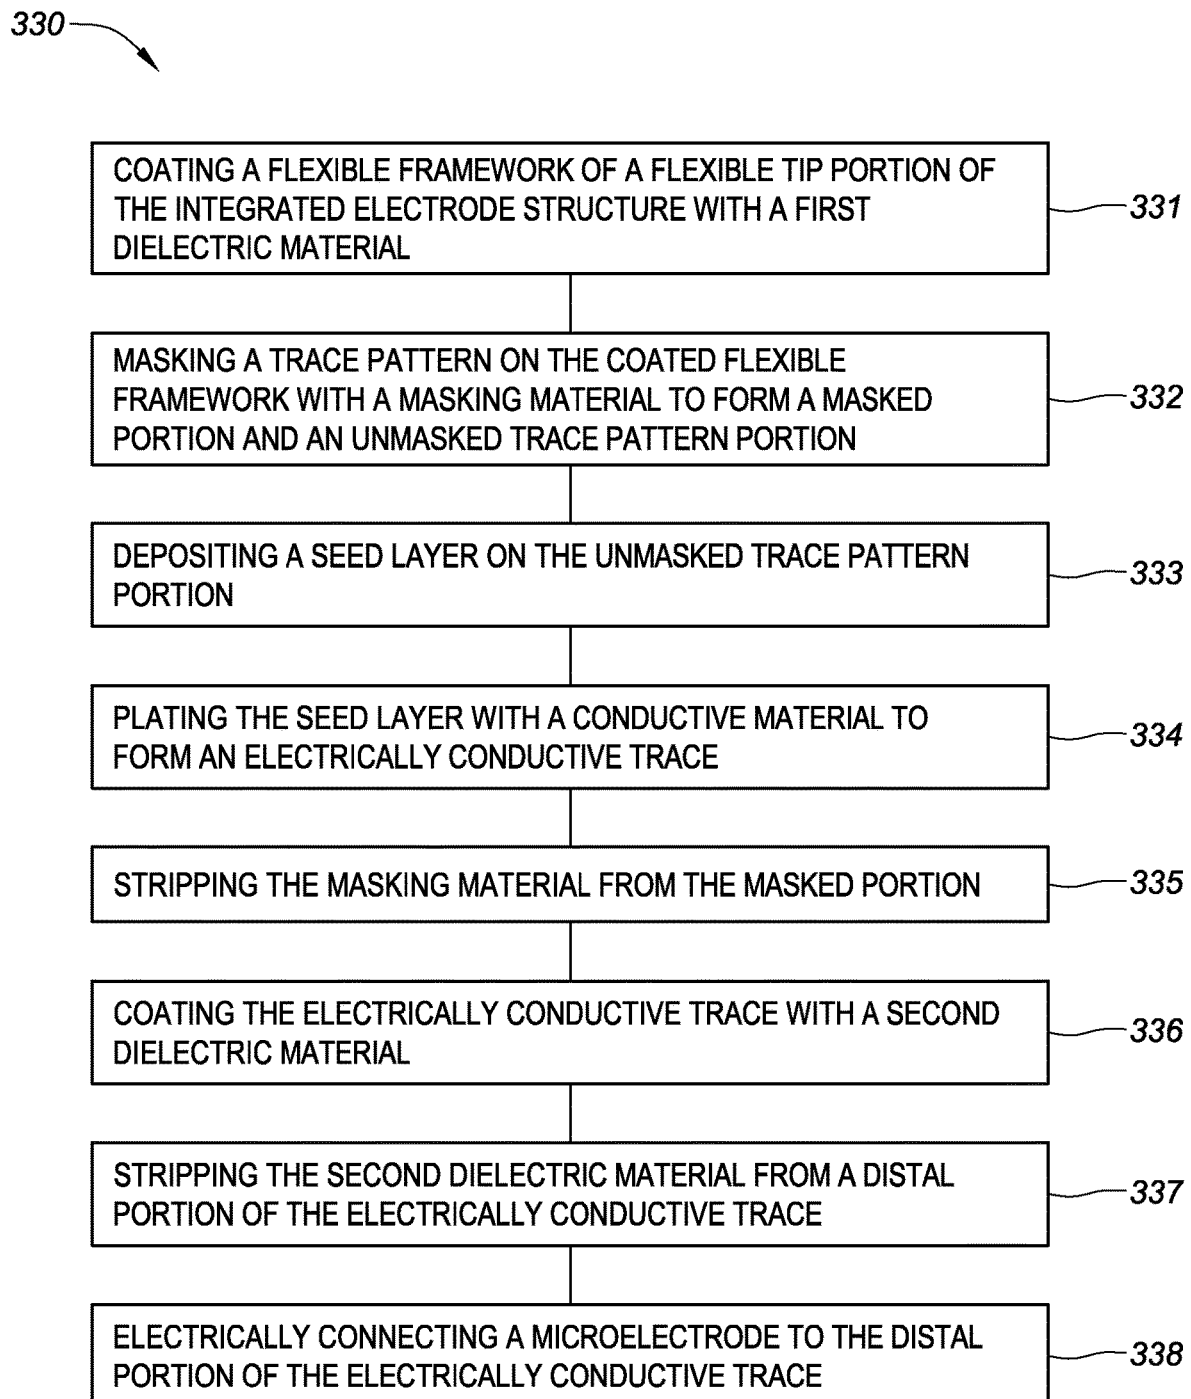 330
COATING A FLEXIBLE FRAMEWORK OF A FLEXIBLE TIP PORTION OF
THE INTEGRATED ELECTRODE STRUCTURE WITH A FIRST
DIELECTRIC MATERIAL
331
MASKING A TRACE PATTERN ON THE COATED FLEXIBLE
FRAMEWORK WITH A MASKING MATERIAL TO FORM A MASKED
PORTION AND AN UNMASKED TRACE PATTERN PORTION
332
DEPOSITING A SEED LAYER ON THE UNMASKED TRACE PATTERN
PORTION
333
PLATING THE SEED LAYER WITH A CONDUCTIVE MATERIAL TO
FORM AN ELECTRICALLY CONDUCTIVE TRACE
334
STRIPPING THE MASKING MATERIAL FROM THE MASKED PORTION
335
COATING THE ELECTRICALLY CONDUCTIVE TRACE WITH A SECOND
DIELECTRIC MATERIAL
336
STRIPPING THE SECOND DIELECTRIC MATERIAL FROM A DISTAL
PORTION OF THE ELECTRICALLY CONDUCTIVE TRACE
337
ELECTRICALLY CONNECTING A MICROELECTRODE TO THE DISTAL
PORTION OF THE ELECTRICALLY CONDUCTIVE TRACE
338